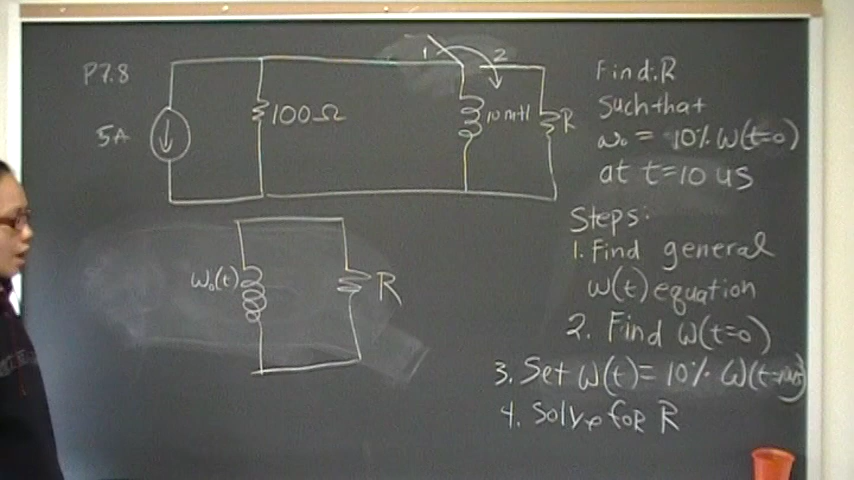 P7.8
5A
100Ω
1
2
10mH
R
ω₀(t)
R
Find: R
such that
ω₀ = 10% ω(t=0)
at t=10 us
Steps:
1. Find general
ω(t) equation
2. Find ω(t=0)
3. Set ω(t)= 10% ω(
4. Solve foR R